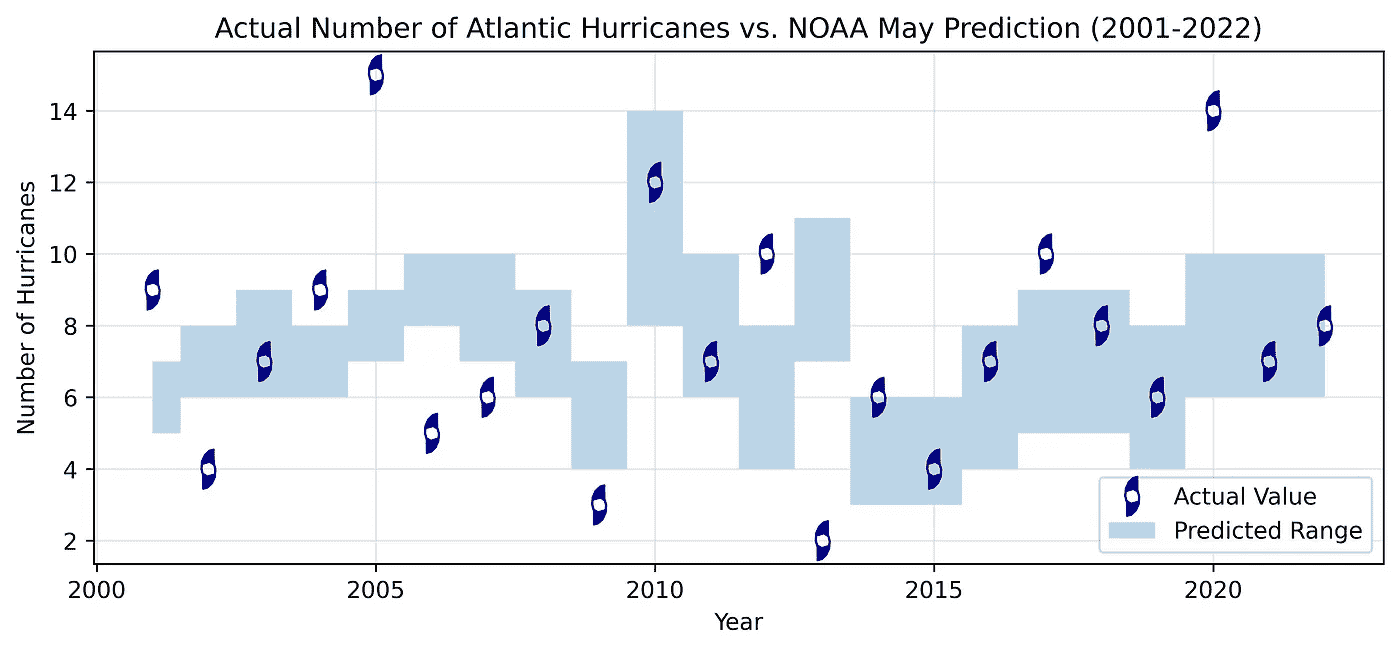 Actual Number of Atlantic Hurricanes vs. NOAA May Prediction (2001-2022)
Number of Hurricanes
14
12
10
8
6
4
2
Actual Value
Predicted Range
2000 2005 2010 2015 2020
Year